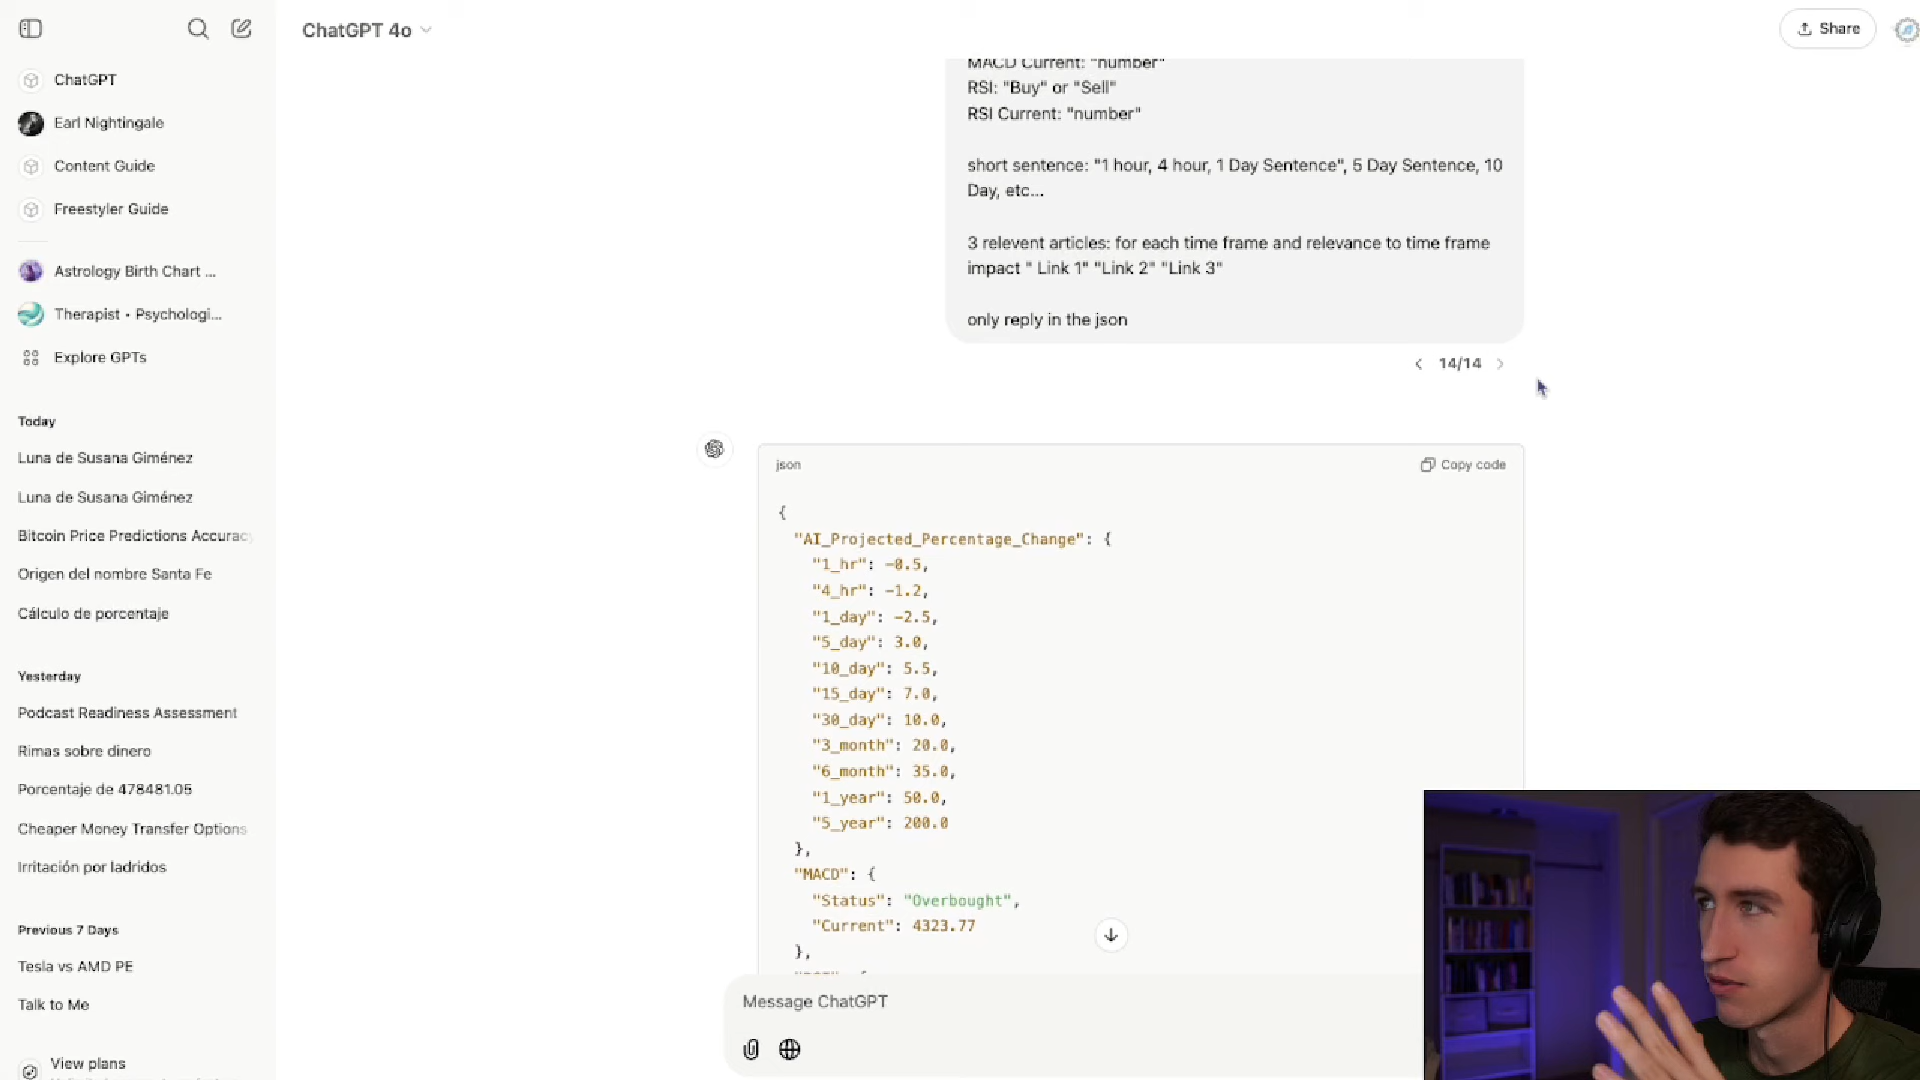 ChatGPT
Earl Nightingale
Content Guide
Freestyler Guide
Astrology Birth Chart ...
Therapist • Psychologi...
Explore GPTs
Today
Luna de Susana Giménez
Luna de Susana Giménez
Bitcoin Price Predictions Accuracy
Origen del nombre Santa Fe
Cálculo de porcentaje
Yesterday
Podcast Readiness Assessment
Rimas sobre dinero
Porcentaje de 478481.05
Cheaper Money Transfer Options
Irritación por ladridos
Previous 7 Days
Tesla vs AMD PE
Talk to Me
View plans
ChatGPT 4o
Share
MACD Current: "number"
RSI: "Buy" or "Sell"
RSI Current: "number"
short sentence: "1 hour, 4 hour, 1 Day Sentence", 5 Day Sentence, 10
Day, etc...
3 relevent articles: for each time frame and relevance to time frame
impact " Link 1" "Link 2" "Link 3"
only reply in the json
14/14
json
Copy code
{
"AI_Projected_Percentage_Change": {
"1_hr": -0.5,
"4_hr": -1.2,
"1_day": -2.5,
"5_day": 3.0,
"10_day": 5.5,
"15_day": 7.0,
"30_day": 10.0,
"3_month": 20.0,
"6_month": 35.0,
"1_year": 50.0,
"5_year": 200.0
},
"MACD": {
"Status": "Overbought",
"Current": 4323.77
},
Message ChatGPT